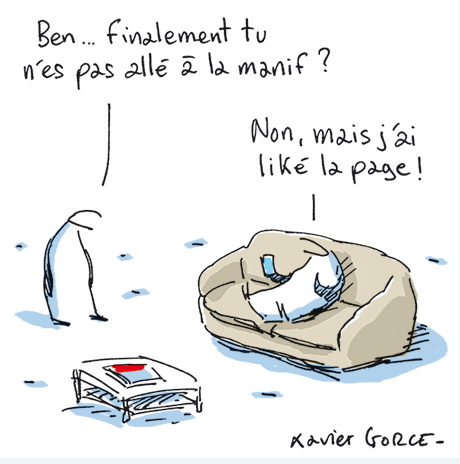 Ben... finalement tu
n'es pas allé à la manif ?
Non, mais j'ai
liké la page !
Xavier GORCE-